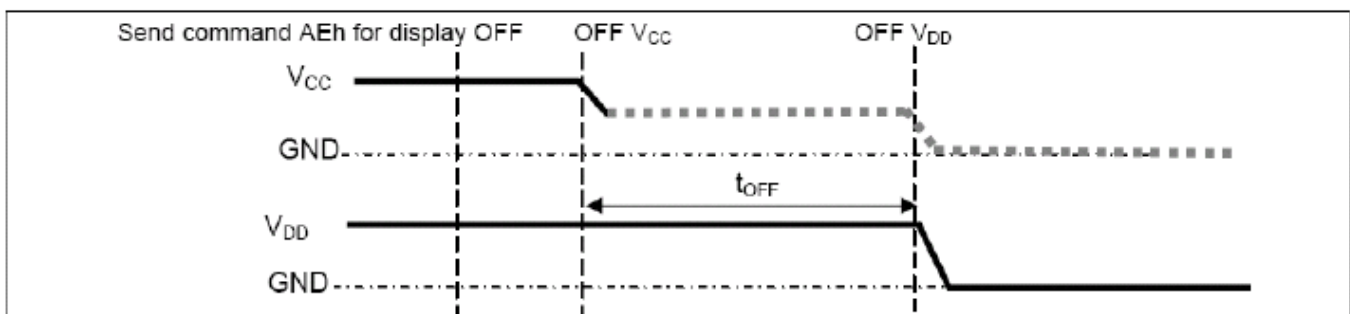 Send command AEh for display OFF OFF VCC OFF VDD
VCC
GND
tOFF
VDD
GND